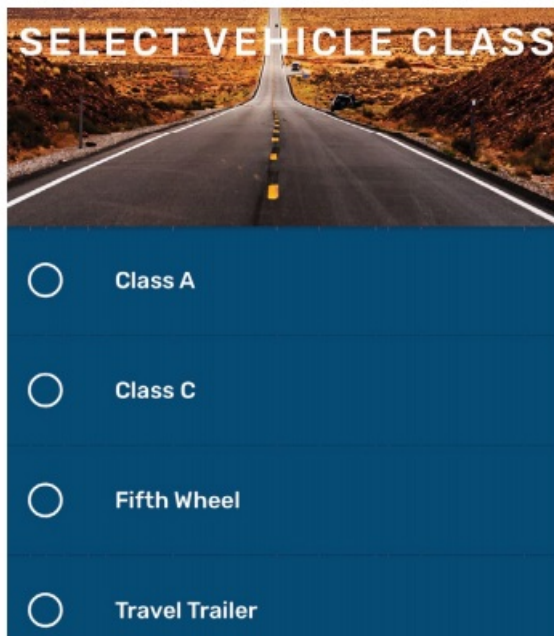 SELECT VEHICLE CLASS
Class A
Class C
Fifth Wheel
Travel Trailer